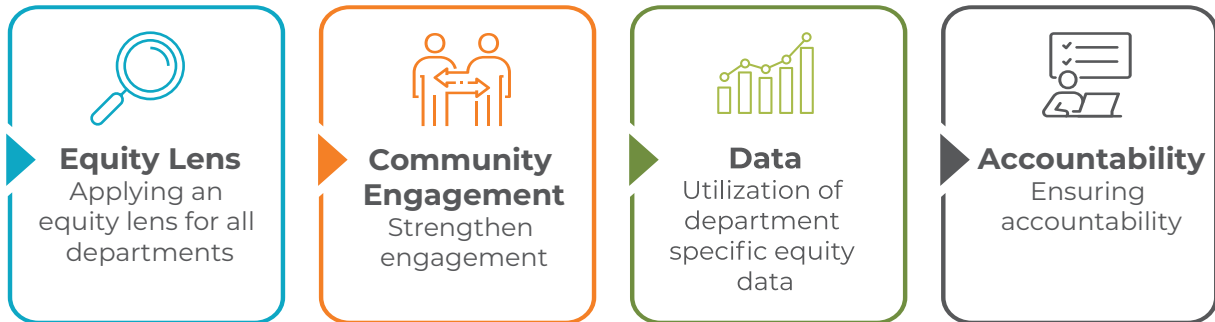 Equity Lens
Applying an
equity lens for all
departments
Community
Engagement
Strengthen
engagement
Data
Utilization of
department
specific equity
data
Accountability
Ensuring
accountability